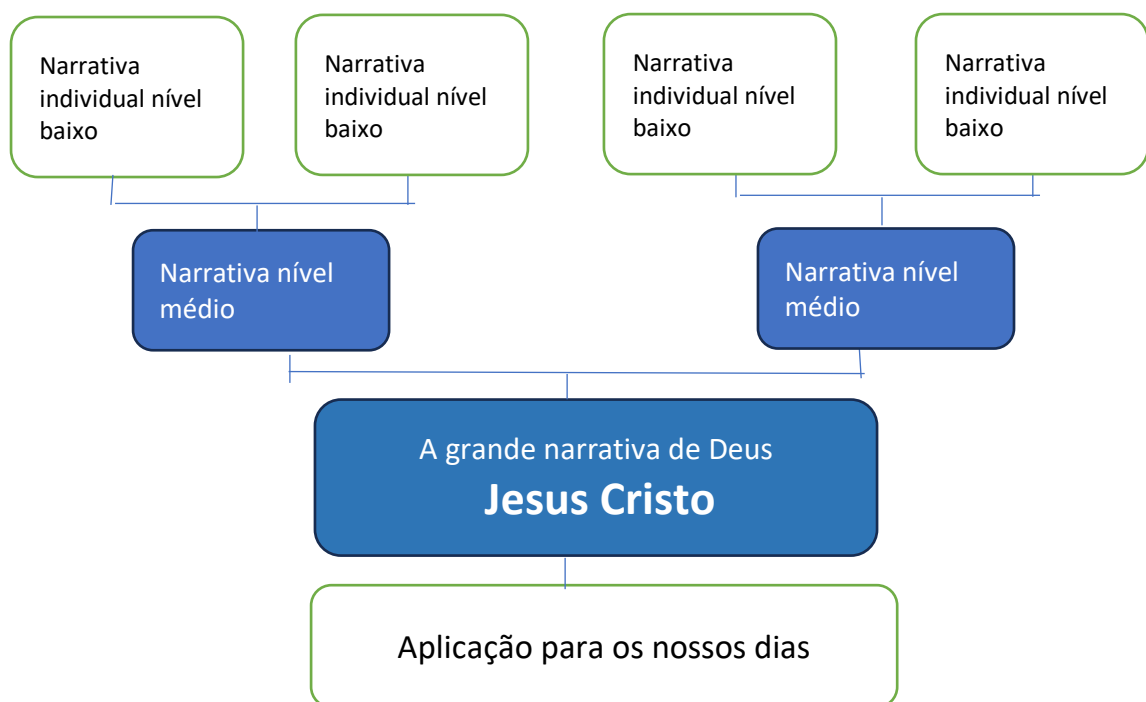 Narrativa
individual nível
baixo
Narrativa
individual nível
baixo
Narrativa
individual nível
baixo
Narrativa
individual nível
baixo
Narrativa nível
médio
Narrativa nível
médio
A grande narrativa de Deus
Jesus Cristo
Aplicação para os nossos dias